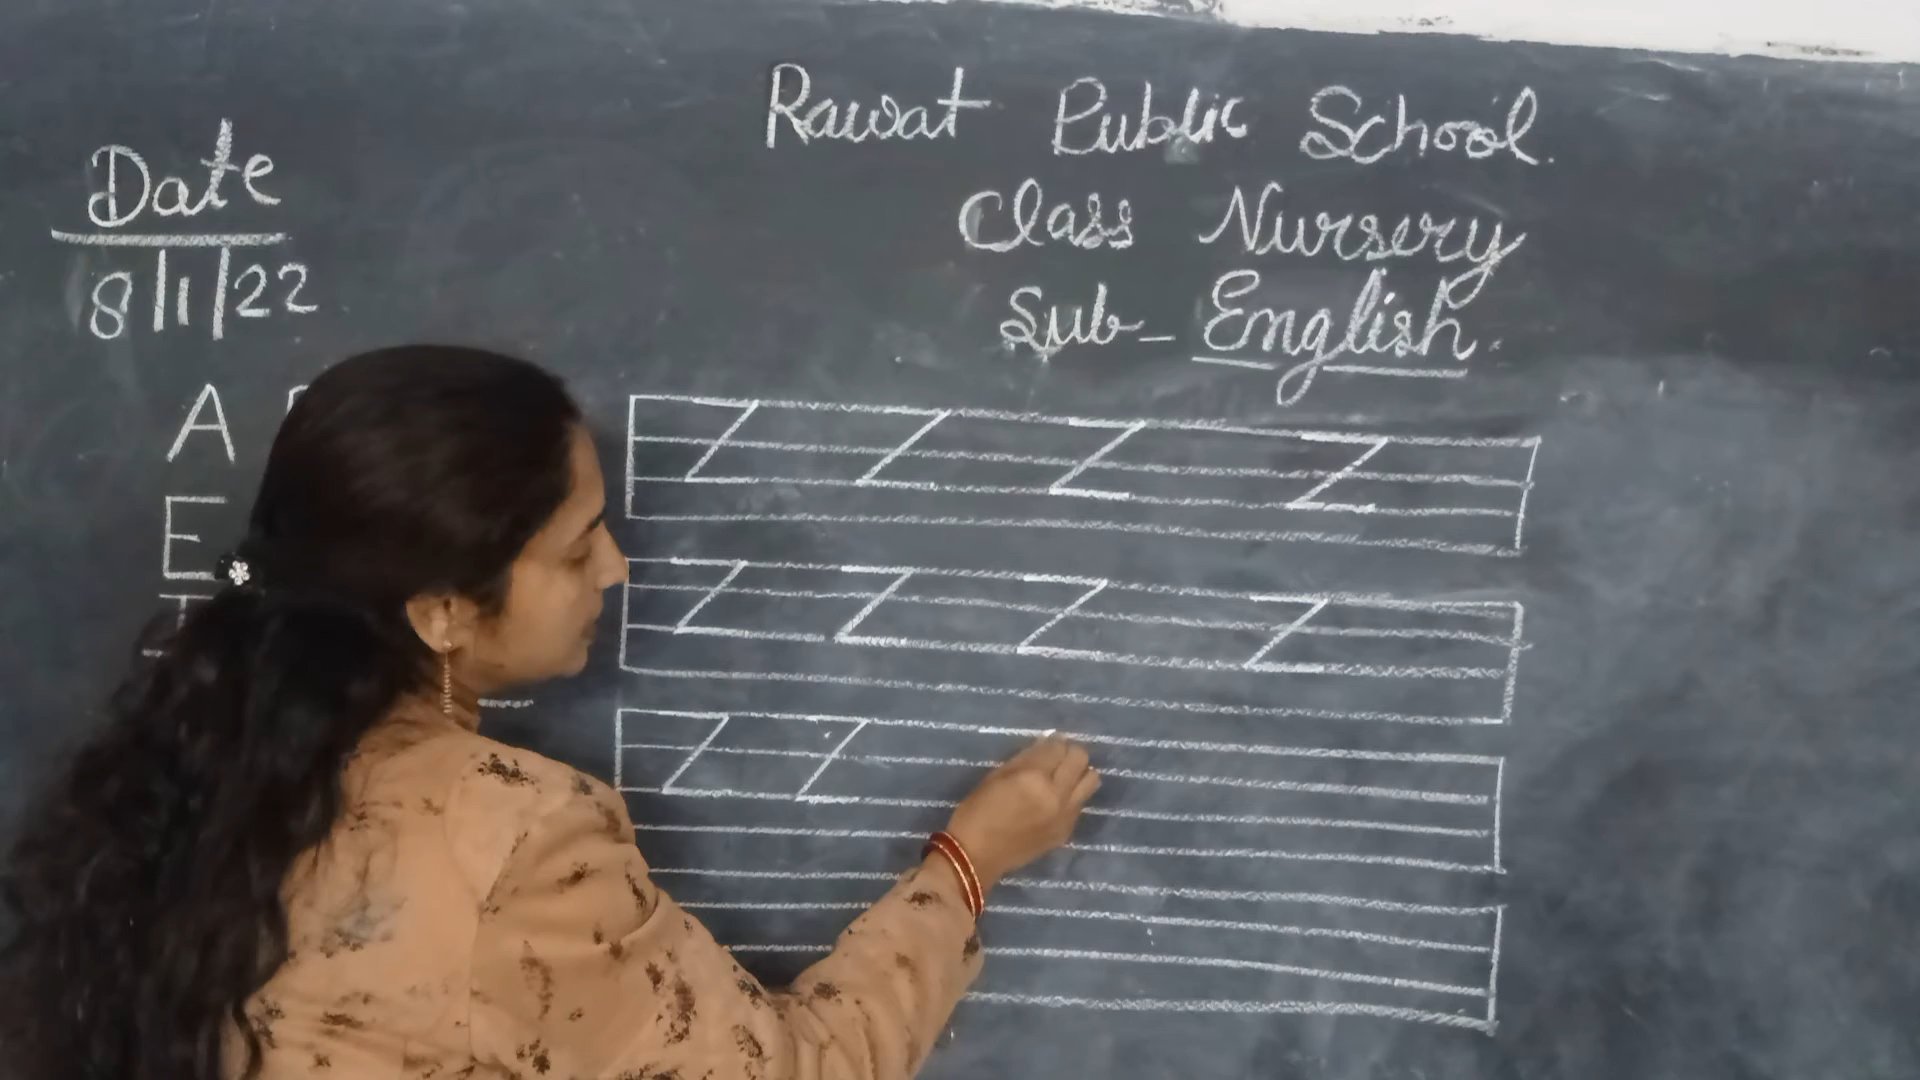 Rawat Public School.
Class Nursery
Sub- English.
Date
8/1/22
A
E
Z Z Z Z
Z Z Z Z
Z Z